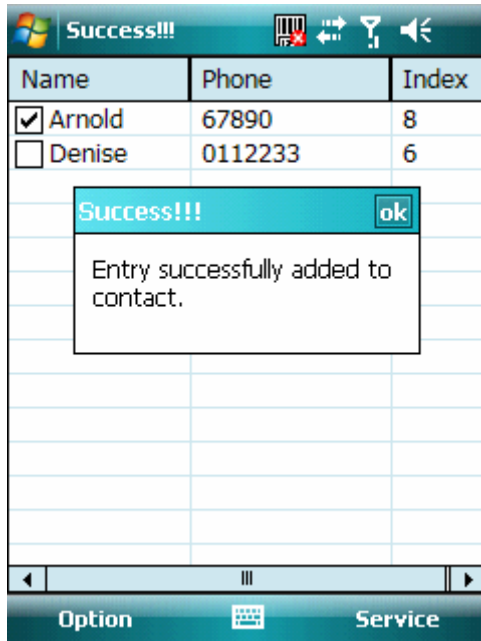 Success!!!
Name Phone Index
Arnold 67890 8
Denise 0112233 6
Success!!! ok
Entry successfully added to
contact.
Option Service